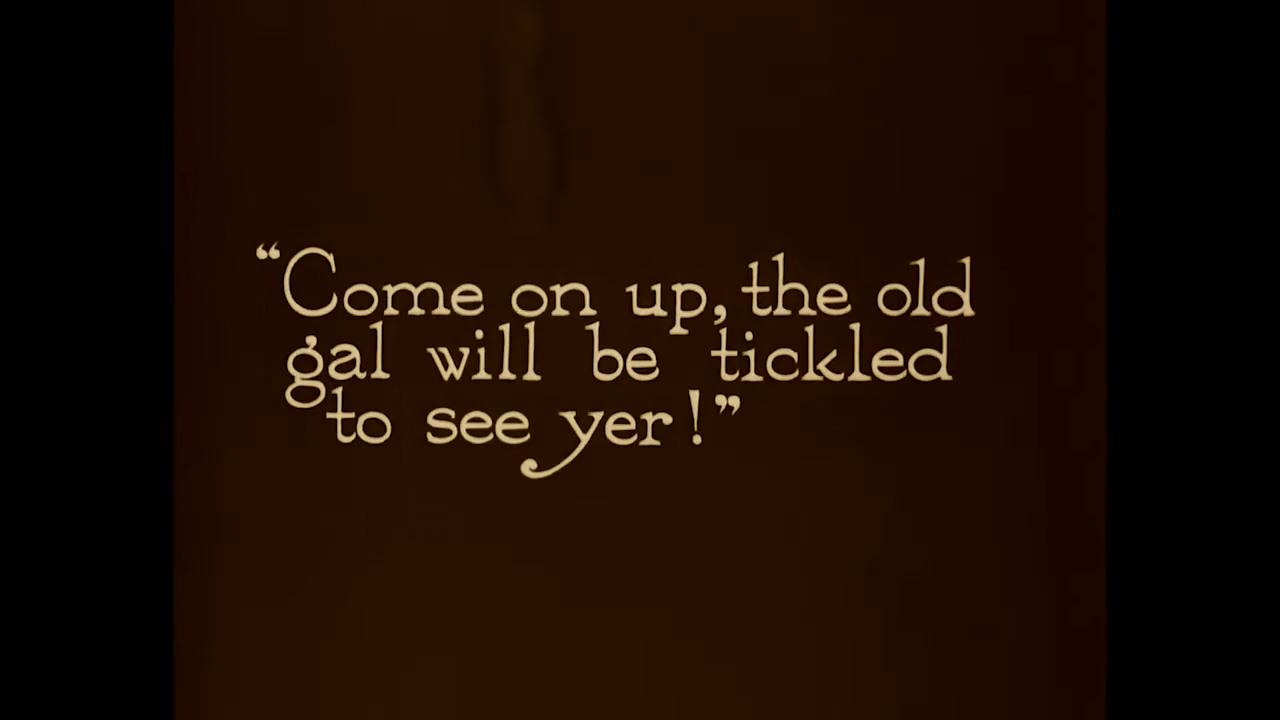 “Come on up, the old
gal will be tickled
to see yer!”